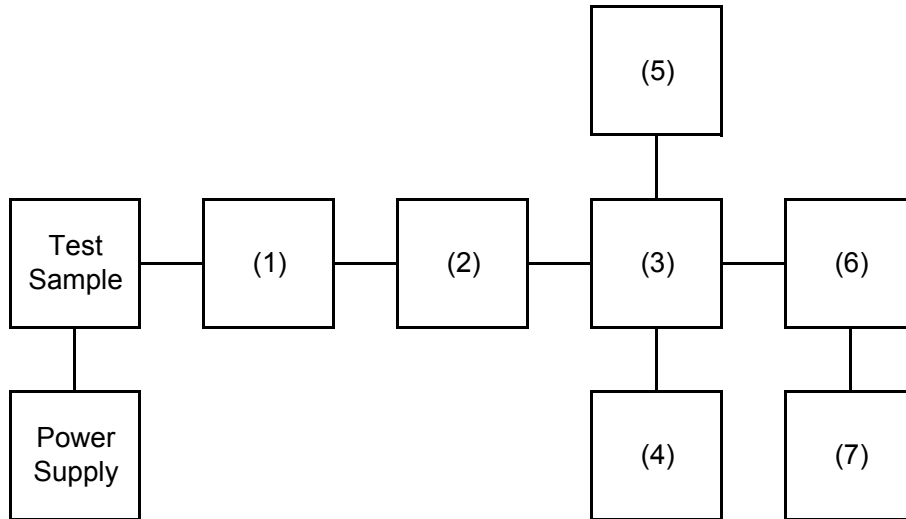 (5)
Test
Sample
(1)
(2)
(3)
(6)
Power
Supply
(4)
(7)